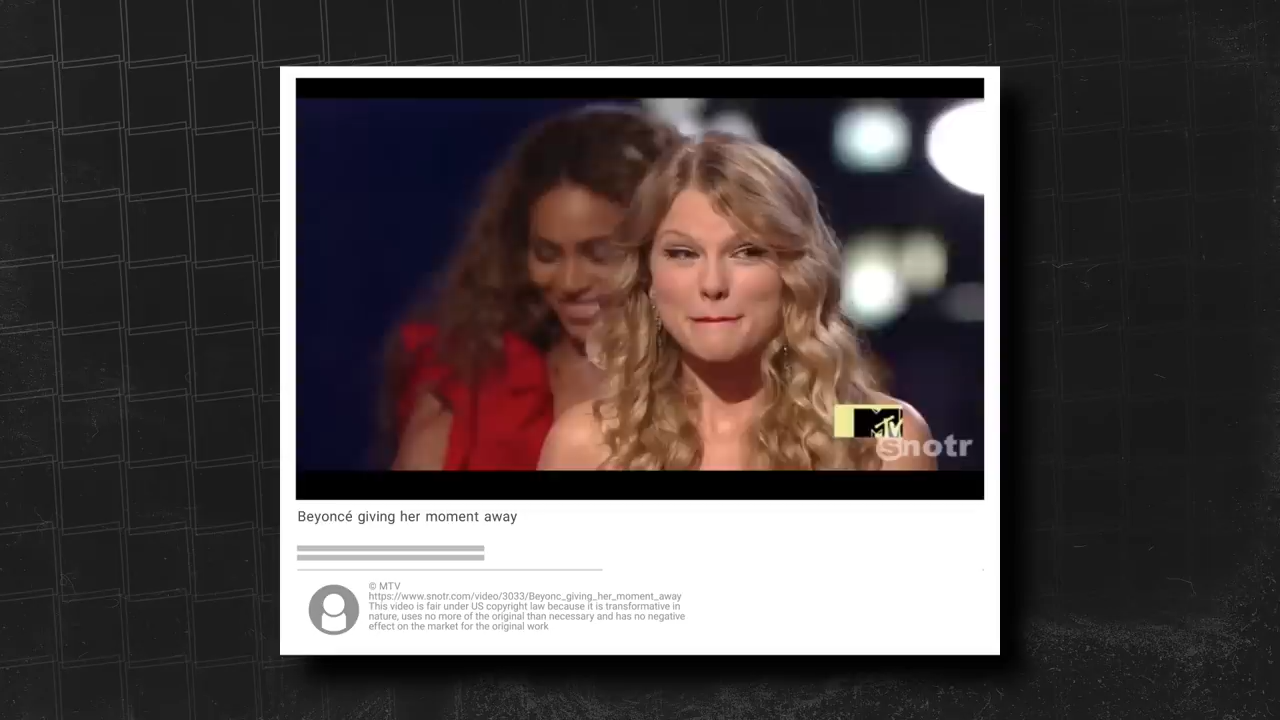 MTV
snotr
Beyoncé giving her moment away
© MTV
https://www.snotr.com/video/3033/Beyonc_giving_her_moment_away
This video is fair under US copyright law because it is transformative in
nature, uses no more of the original than necessary and has no negative
effect on the market for the original work